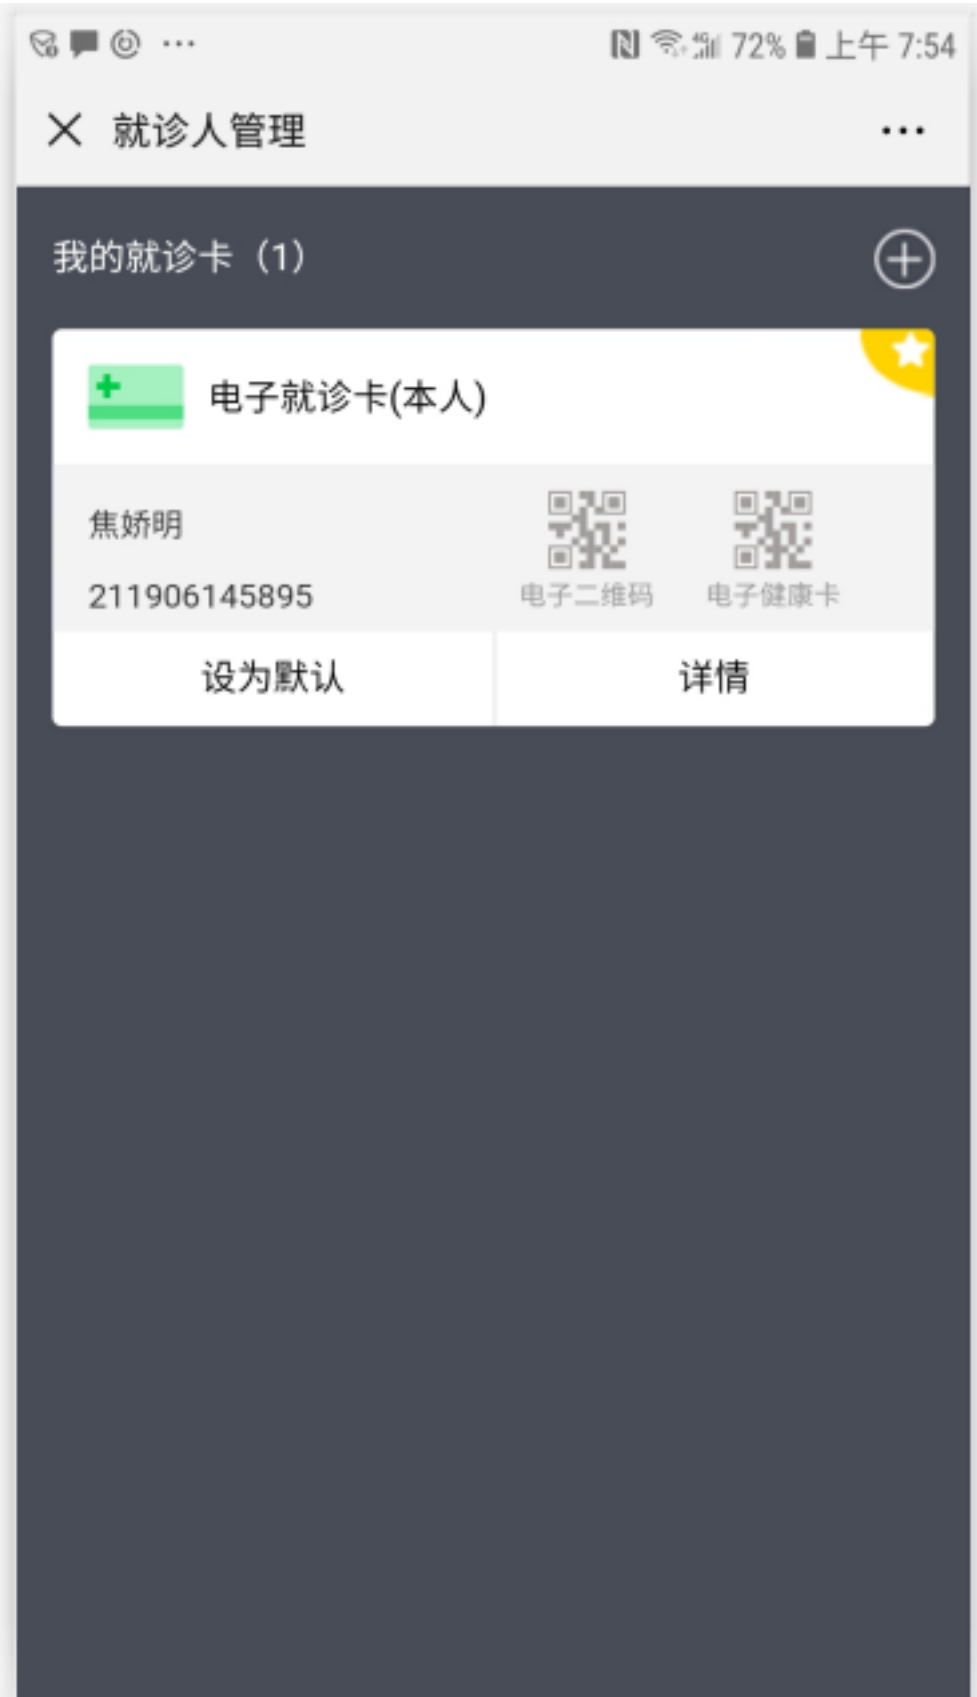 72% 上午 7:54
就诊人管理
我的就诊卡（1）
电子就诊卡(本人)
焦娇明
211906145895
电子二维码
电子健康卡
设为默认
详情